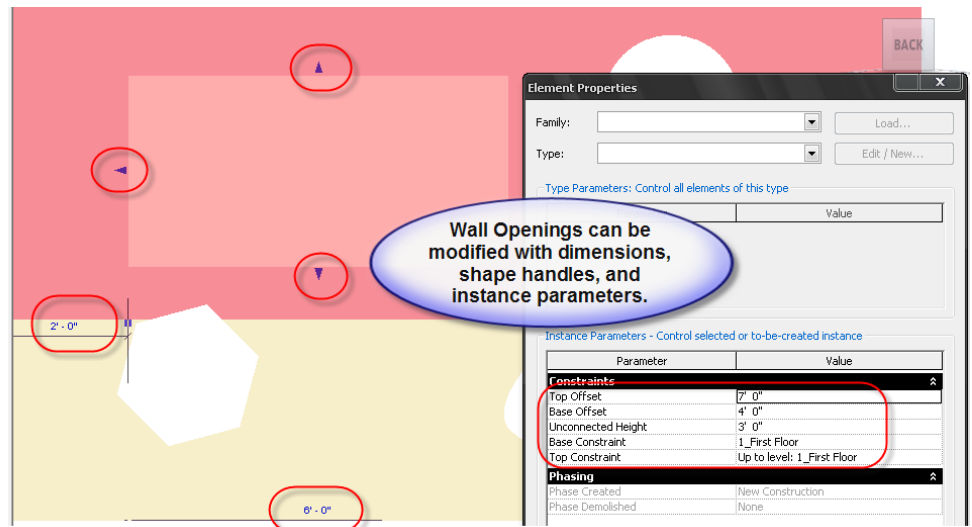 BACK
Element Properties
X
Family:
Load...
Type:
Edit / New...
Type Parameters: Control all elements of this type
Value
Wall Openings can be
modified with dimensions,
shape handles, and
instance parameters.
2' - 0"
Instance Parameters - Control selected or to-be-created instance
Parameter Value
Constraints
Top Offset 7' 0"
Base Offset 4' 0"
Unconnected Height 3' 0"
Base Constraint 1_First Floor
Top Constraint Up to level: 1_First Floor
Phasing
Phase Created New Construction
Phase Demolished None
6' - 0"